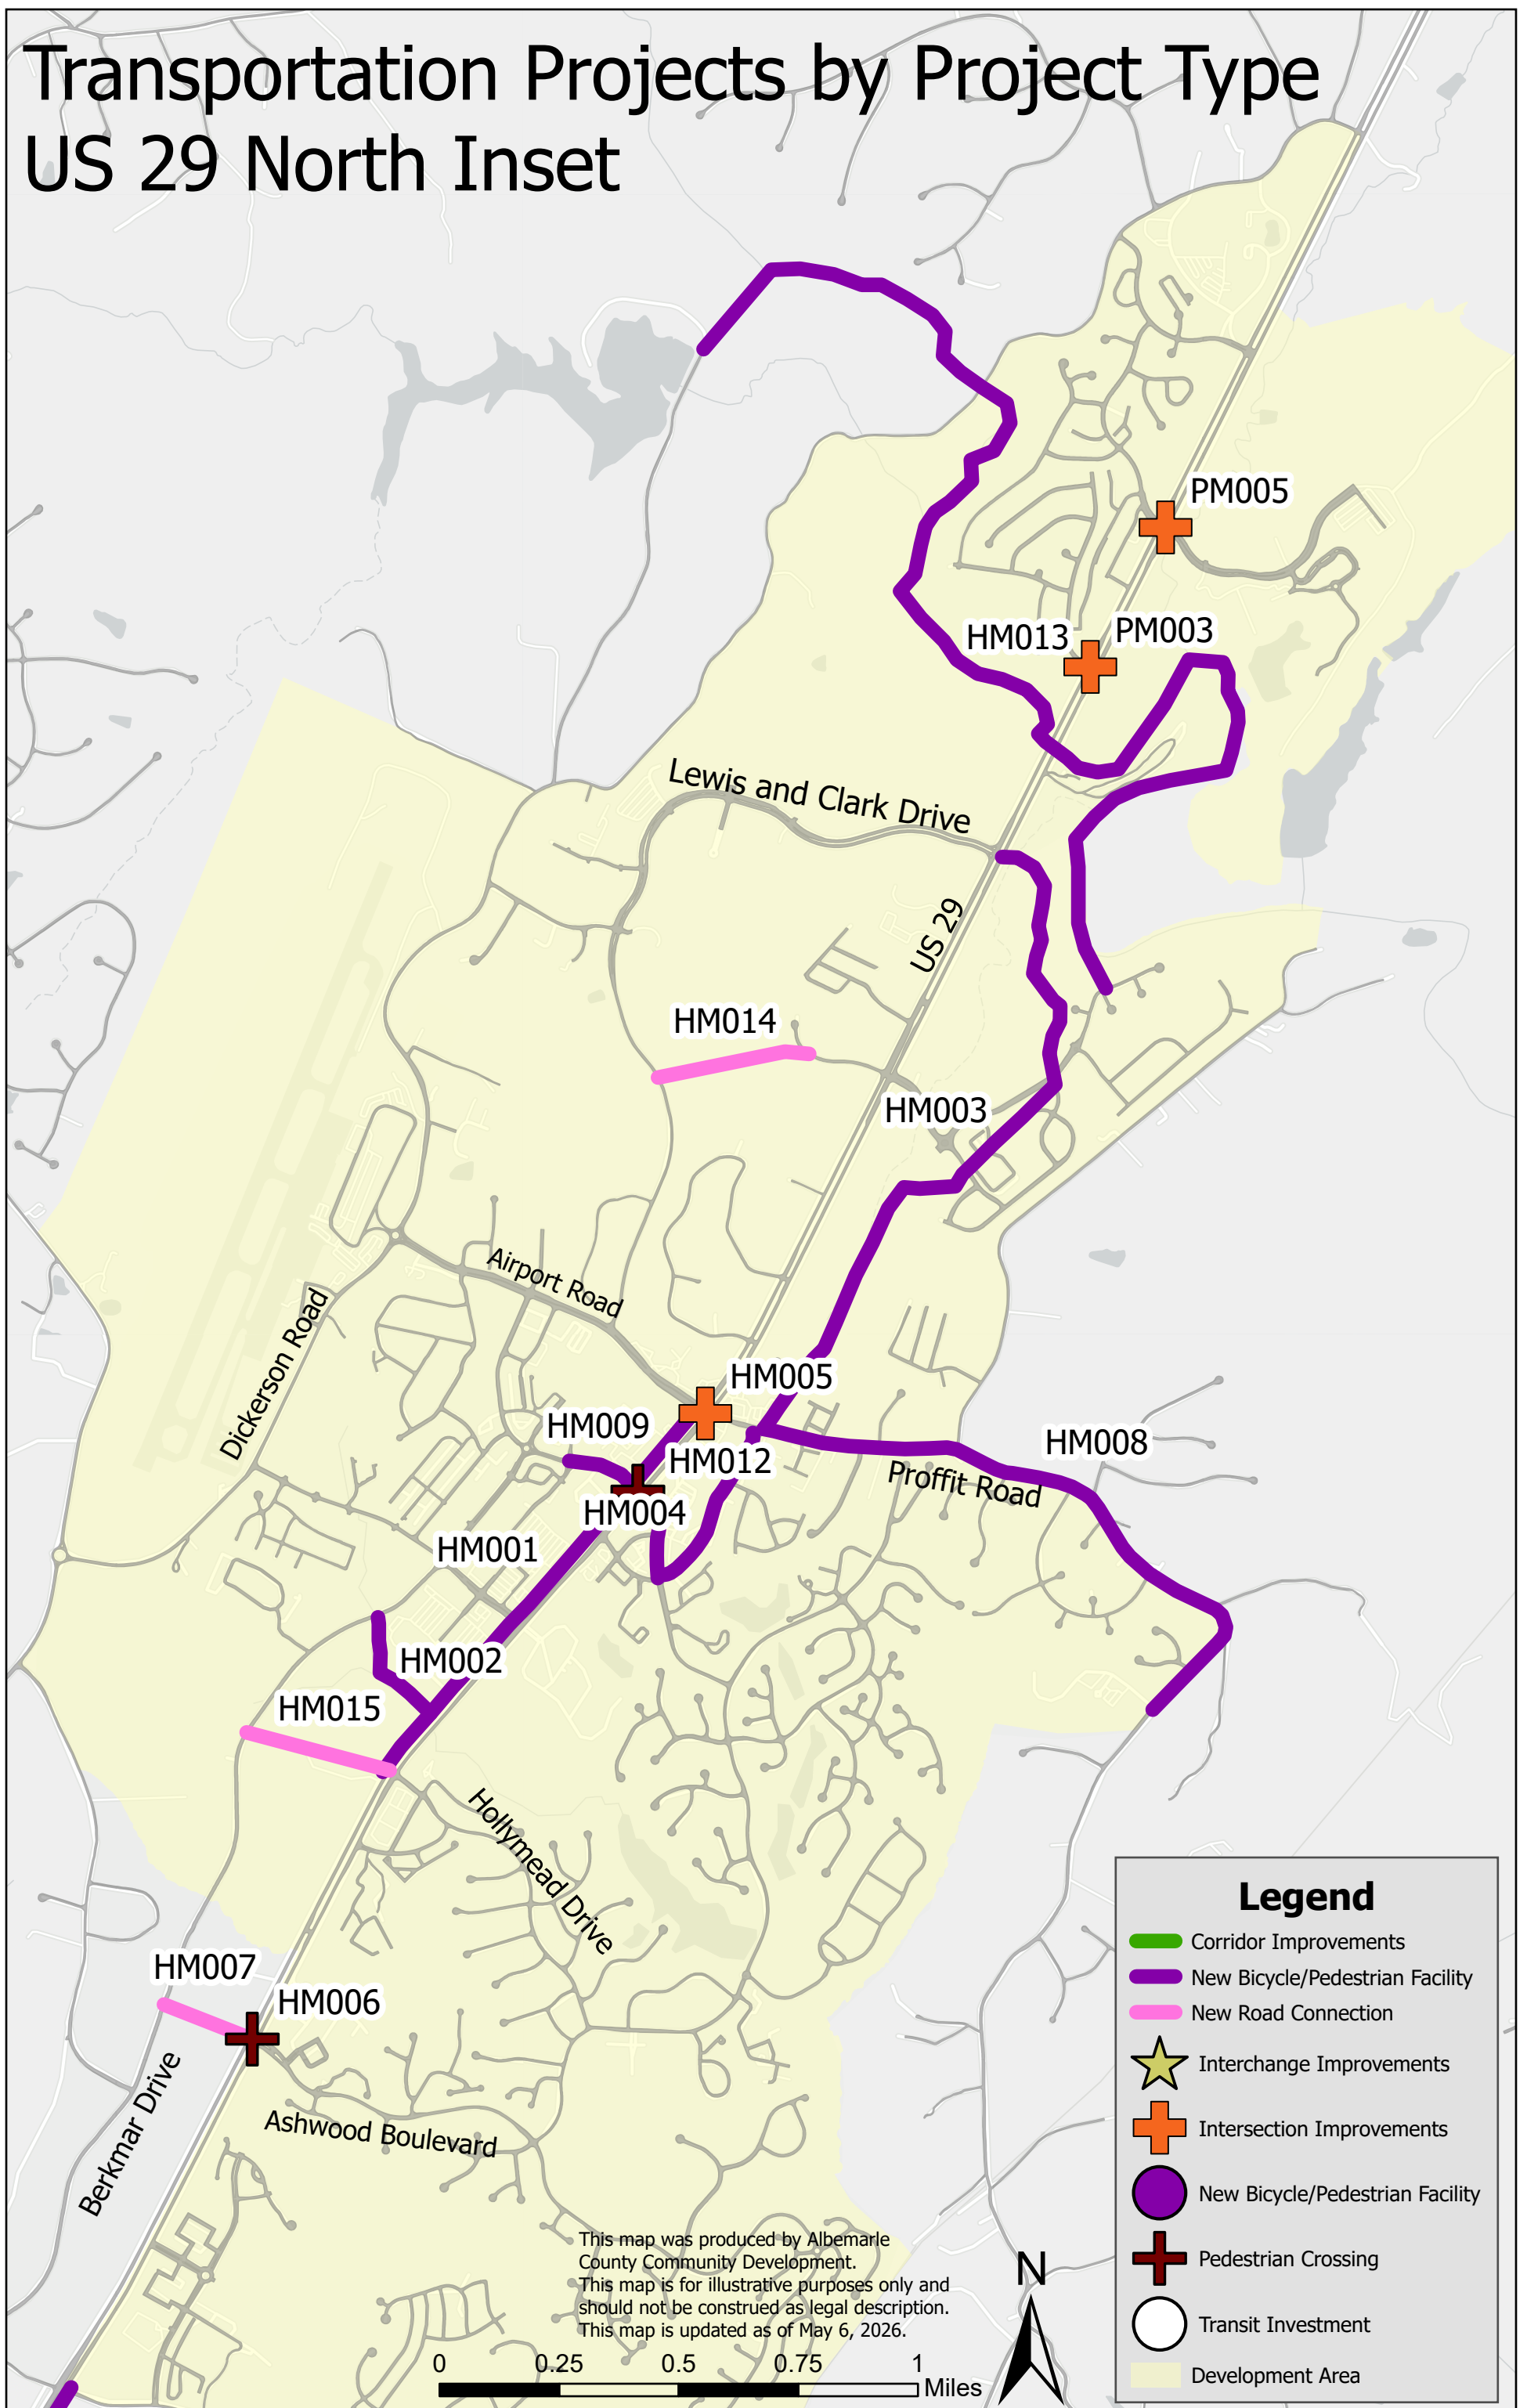 Transportation Projects by Project Type
US 29 North Inset
PM005
HM013
PM003
Lewis and Clark Drive
US 29
HM014
HM003
Airport Road
Dickerson Road
HM005
HM009
HM012
HM008
Proffit Road
HM004
HM001
HM002
HM015
Hollymead Drive
HM007
HM006
Berkmar Drive
Ashwood Boulevard
Legend
Corridor Improvements
New Bicycle/Pedestrian Facility
New Road Connection
Interchange Improvements
Intersection Improvements
New Bicycle/Pedestrian Facility
Pedestrian Crossing
Transit Investment
Development Area
This map was produced by Albemarle
County Community Development.
This map is for illustrative purposes only and
should not be construed as legal description.
This map is updated as of May 6, 2026.
N
0 0.25 0.5 0.75 1
Miles